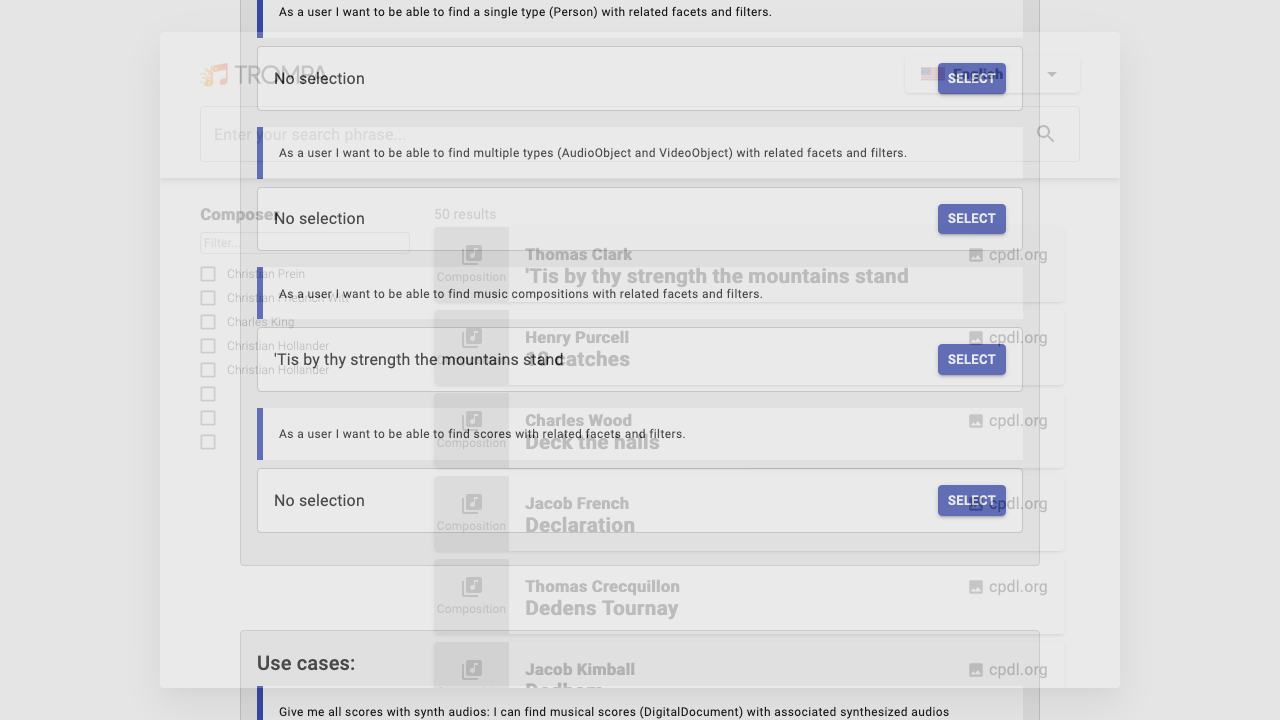 As a user I want to be able to find a single type (Person) with related facets and filters.
TROMPA
English
No selection
SELECT
Enter your search phrase...
As a user I want to be able to find multiple types (AudioObject and VideoObject) with related facets and filters.
No selection
SELECT
Composer
Filter...
Christian Prein
Christian Friedrich Witt
Charles King
Christian Hollander
Christian Hollander
50 results
Composition
Thomas Clark
'Tis by thy strength the mountains stand
cpdl.org
As a user I want to be able to find music compositions with related facets and filters.
Henry Purcell
catches
cpdl.org
'Tis by thy strength the mountains stand
SELECT
Composition
Charles Wood
Deck the halls
cpdl.org
As a user I want to be able to find scores with related facets and filters.
No selection
SELECT
Composition
Jacob French
Declaration
cpdl.org
Composition
Thomas Crecquillon
Dedens Tournay
cpdl.org
Jacob Kimball
cpdl.org
Use cases:
Give me all scores with synth audios: I can find musical scores (DigitalDocument) with associated synthesized audios